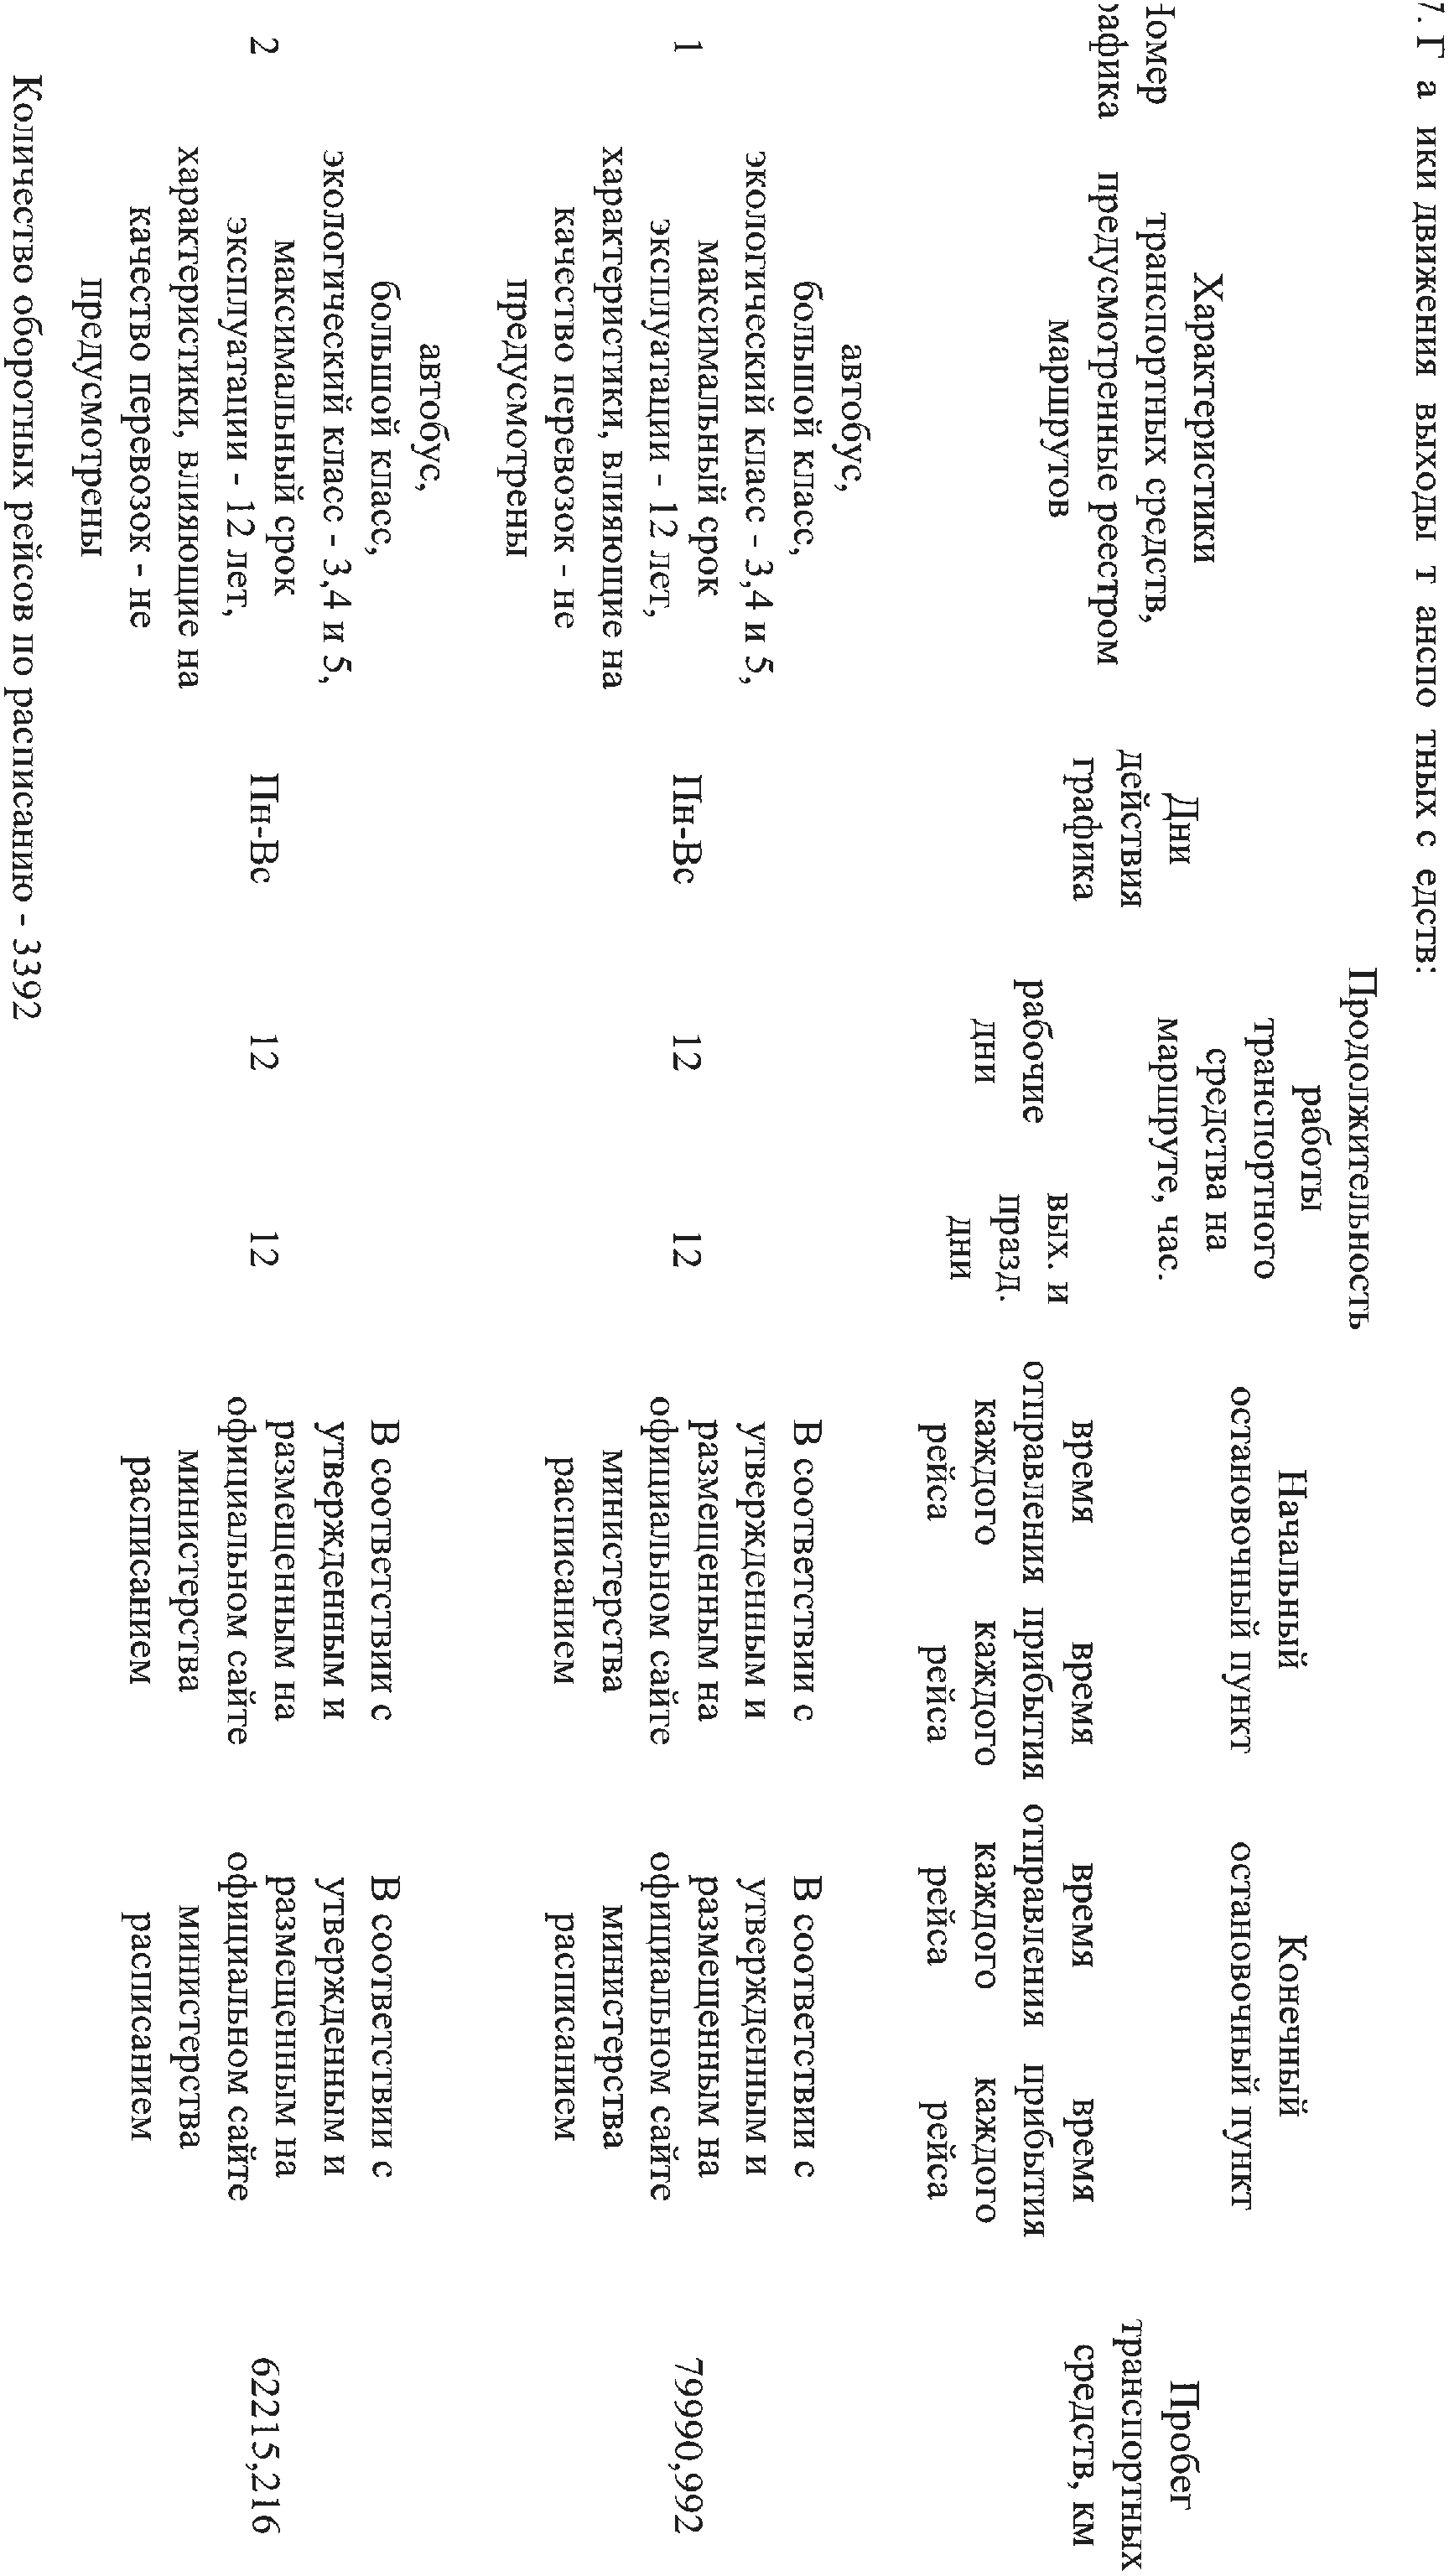 7. Г а ики движения выходы т анспо тных с едств:
Номер
рафика
Характеристики
транспортных средств,
предусмотренные реестром
маршрутов
Дни
действия
графика
Продолжительность
работы
транспортного
средства на
маршруте, час.
рабочие
дни
вых. и
празд.
дни
Начальный
остановочный пункт
время
отправления
каждого
рейса
время
прибытия
каждого
рейса
Конечный
остановочный пункт
время
отправления
каждого
рейса
время
прибытия
каждого
рейса
Пробег
транспортных
средств, км
1
автобус,
большой класс,
экологический класс - 3,4 и 5,
максимальный срок
эксплуатации - 12 лет,
характеристики, влияющие на
качество перевозок - не
предусмотрены
Пн-Вс
12
12
В соответствии с
утвержденным и
размещенным на
официальном сайте
министерства
расписанием
В соответствии с
утвержденным и
размещенным на
официальном сайте
министерства
расписанием
79990,992
2
автобус,
большой класс,
экологический класс - 3,4 и 5,
максимальный срок
эксплуатации - 12 лет,
характеристики, влияющие на
качество перевозок - не
предусмотрены
Пн-Вс
12
12
В соответствии с
утвержденным и
размещенным на
официальном сайте
министерства
расписанием
В соответствии с
утвержденным и
размещенным на
официальном сайте
министерства
расписанием
62215,216
Количество оборотных рейсов по расписанию - 3392